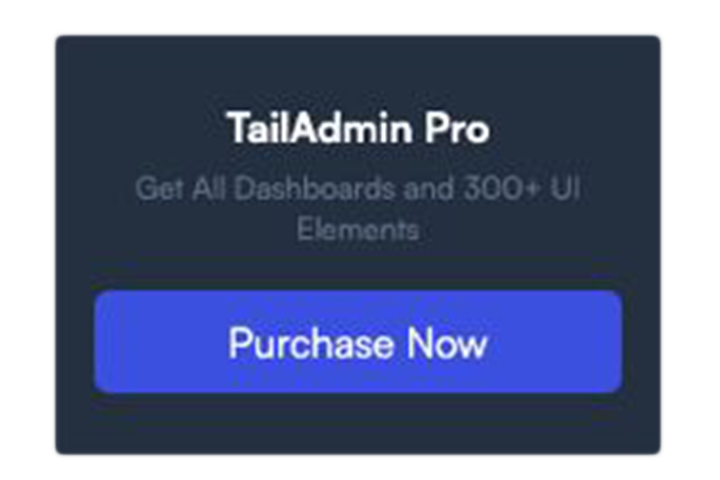 TailAdmin Pro
Get All Dashboards and 300+ UI
Elements
Purchase Now